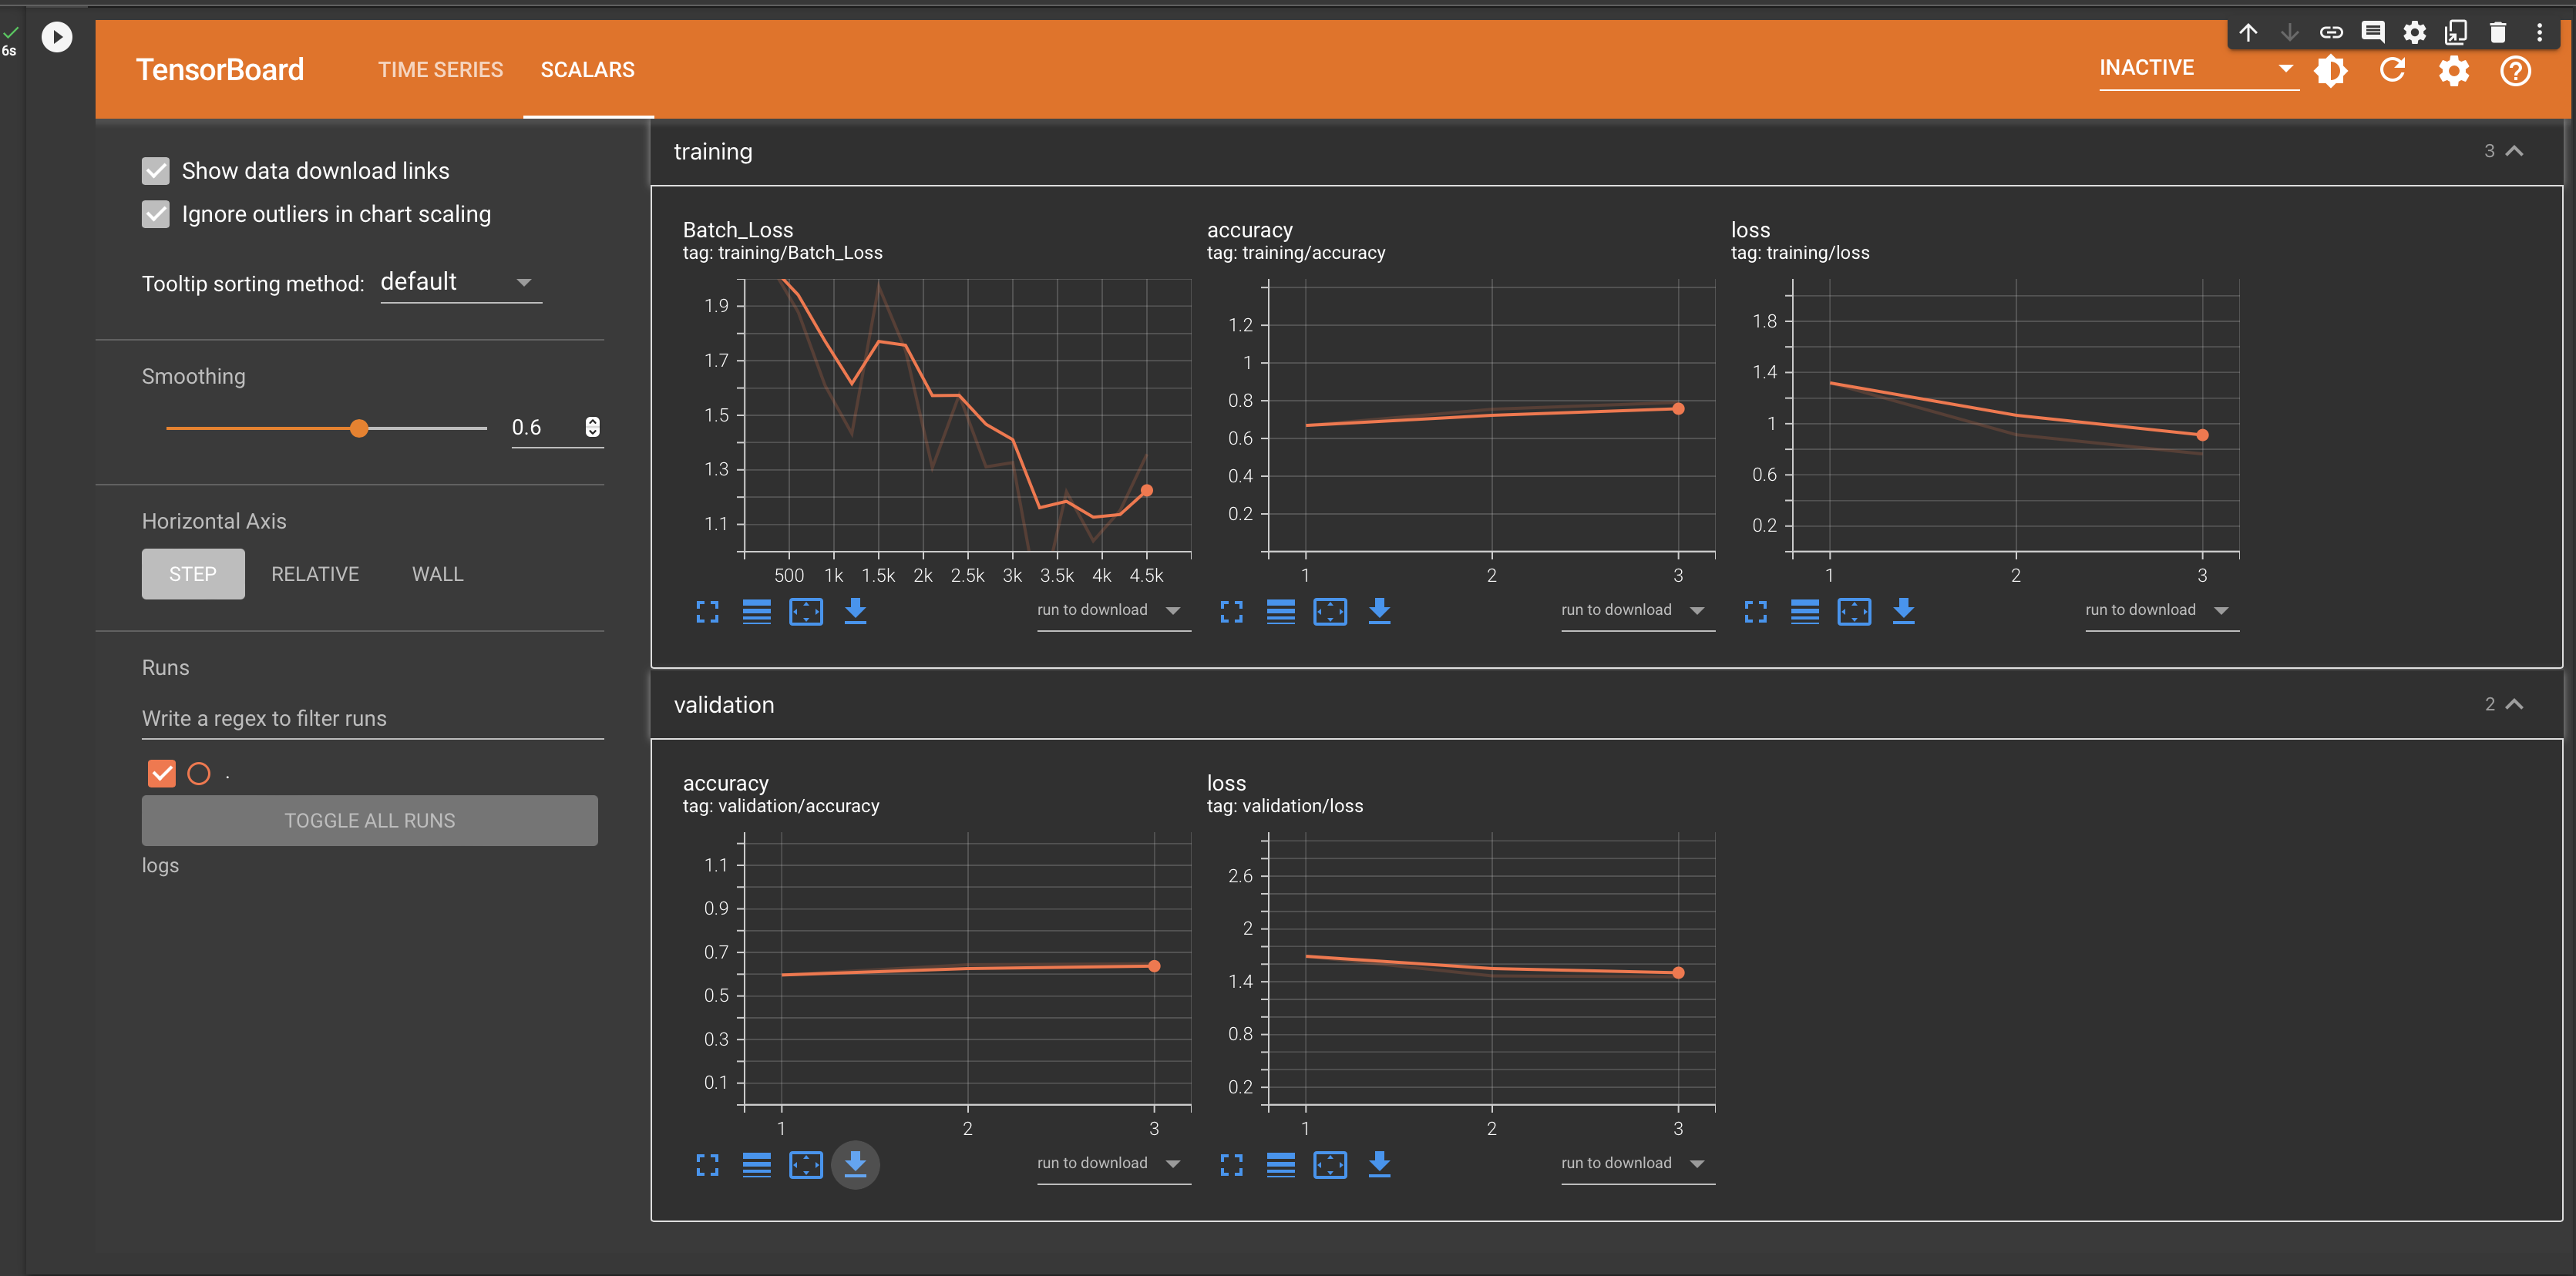 6s
TensorBoard
TIME SERIES
SCALARS
INACTIVE
Show data download links
Ignore outliers in chart scaling
Tooltip sorting method: default
Smoothing
0.6
Horizontal Axis
STEP RELATIVE WALL
Runs
Write a regex to filter runs
.
TOGGLE ALL RUNS
logs
training
3
Batch_Loss
tag: training/Batch_Loss
1.9
1.7
1.5
1.3
1.1
500 1k 1.5k 2k 2.5k 3k 3.5k 4k 4.5k
run to download
accuracy
tag: training/accuracy
1.2
1
0.8
0.6
0.4
0.2
1 2 3
run to download
loss
tag: training/loss
1.8
1.4
1
0.6
0.2
1 2 3
run to download
validation
2
accuracy
tag: validation/accuracy
1.1
0.9
0.7
0.5
0.3
0.1
1 2 3
run to download
loss
tag: validation/loss
2.6
2
1.4
0.8
0.2
1 2 3
run to download